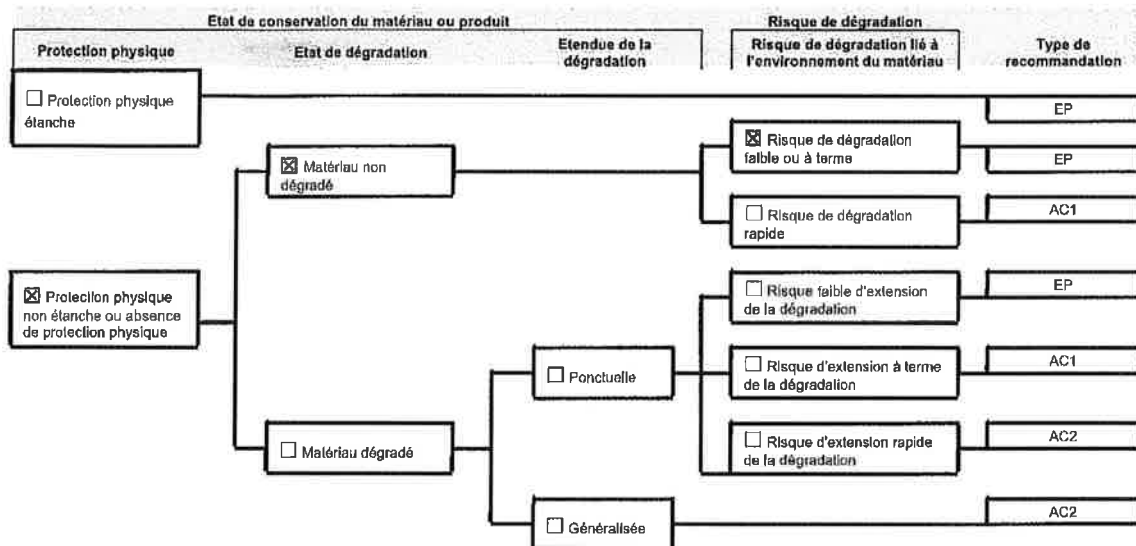 Etat de conservation du matériau ou produit
Risque de dégradation
Protection physique
Etat de dégradation
Etendue de la
dégradation
Risque de dégradation lié à
l'environnement du matériau
Type de
recommandation
☐ Protection physique
étanche
EP
☒ Matériau non
dégradé
☒ Risque de dégradation
faible ou à terme
EP
☐ Risque de dégradation
rapide
AC1
☒ Protection physique
non étanche ou absence
de protection physique
☐ Risque faible d'extension
de la dégradation
EP
☐ Ponctuelle
☐ Risque d'extension à terme
de la dégradation
AC1
☐ Matériau dégradé
☐ Risque d'extension rapide
de la dégradation
AC2
☐ Généralisée
AC2